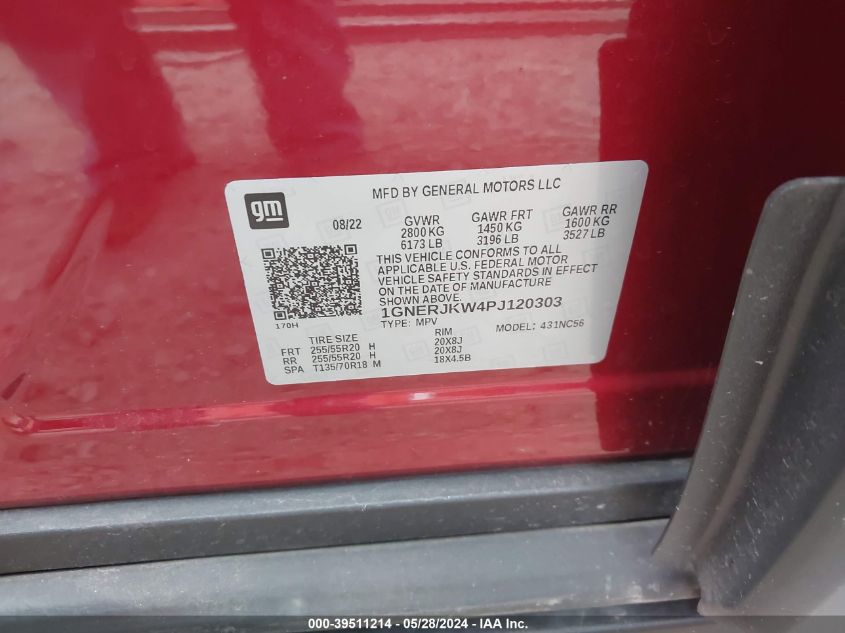 gm
MFD BY GENERAL MOTORS LLC
08/22
GVWR GAWR FRT GAWR RR
2800 KG 1450 KG 1600 KG
6173 LB 3196 LB 3527 LB
THIS VEHICLE CONFORMS TO ALL
APPLICABLE U.S. FEDERAL MOTOR
VEHICLE SAFETY STANDARDS IN EFFECT
ON THE DATE OF MANUFACTURE
SHOWN ABOVE.
1GNERJKW4PJ120303
170H
TYPE: MPV MODEL: 431NC56
TIRE SIZE RIM
FRT 255/55R20 H 20X8J
RR 255/55R20 H 20X8J
SPA T135/70R18 M 18X4.5B
000-39511214 - 05/28/2024 - IAA Inc.